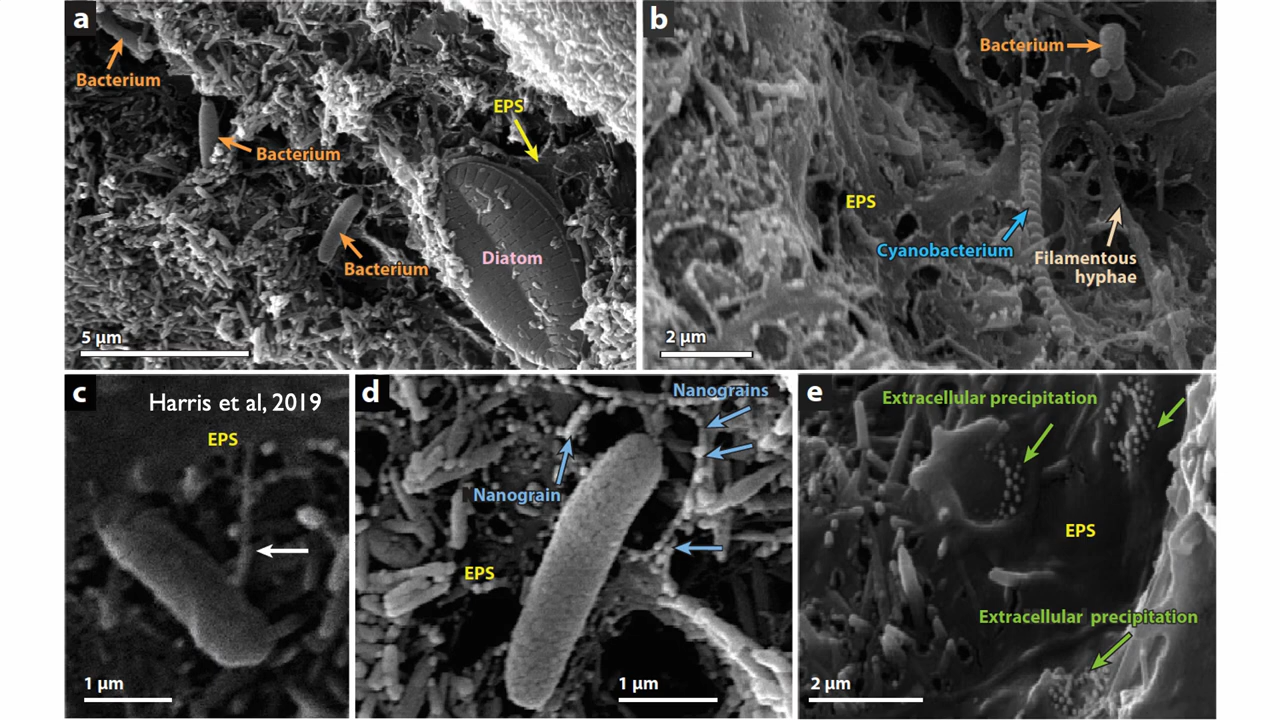 a
Bacterium
Bacterium
Bacterium
EPS
Diatom
5 µm
b
Bacterium
EPS
Cyanobacterium
Filamentous
hyphae
2 µm
c
Harris et al, 2019
EPS
1 µm
d
Nanograins
Nanograin
EPS
1 µm
e
Extracellular precipitation
EPS
Extracellular precipitation
2 µm